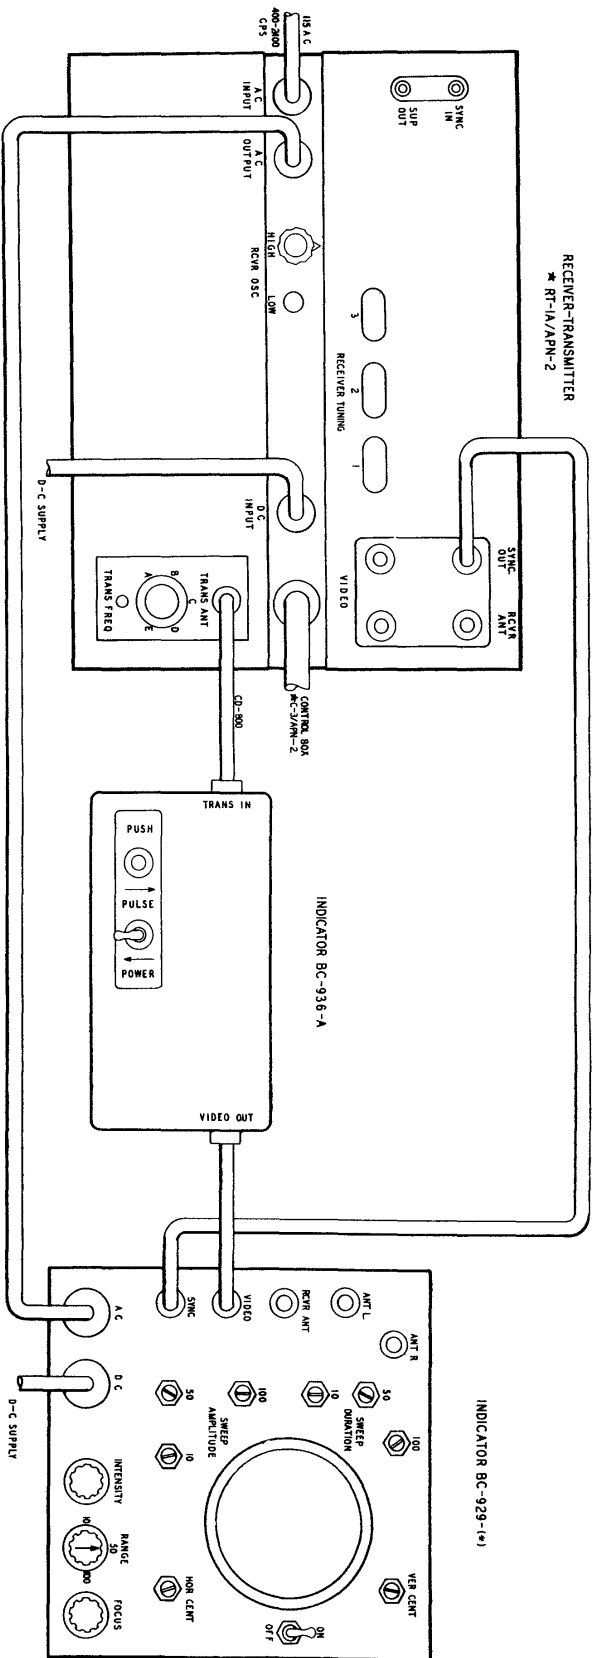 RECEIVER-TRANSMITTER
* RT-1A/APN-2
115 A C
400-2400
CPS
A C
INPUT
A C
OUTPUT
SYNC
IN
SUP
OUT
HIGH
RCVR OSC
LOW
3
2
1
RECEIVER TUNING
D C
INPUT
D-C SUPPLY
SYNC.
OUT
RCVR
ANT
VIDEO
TRANS ANT
A
B
C
D
E
TRANS FREQ
CONTROL BOX
*C-3/APN-2
CD-800
INDICATOR BC-936-A
TRANS IN
PUSH
PULSE
POWER
VIDEO OUT
INDICATOR BC-929-(*)
ANT R
ANT L
RCVR ANT
VIDEO
SYNC
A C
D C
D-C SUPPLY
100
50
10
SWEEP
DURATION
100
50
10
SWEEP
AMPLITUDE
VER CENT
HOR CENT
ON
OFF
INTENSITY
RANGE
10
50
100
FOCUS